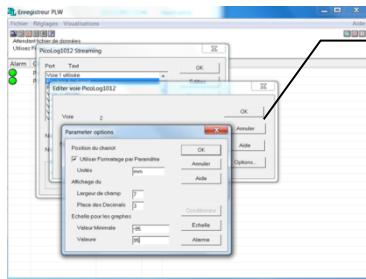 Enregistreur PLW
Fichier Réglages Visualisations Aide
Attendant fichier de données
Utilisez F
Alarm
PicoLog1012 Streaming
Port Text
Voie 1 utilisée
OK
Editer voie PicoLog1012
Voie 2
OK
Annuler
Aide
Options...
Parameter options
Position du chariot
OK
Utiliser Formatage par Paramètre
Annuler
Unités mm
Aide
Affichage du
Largeur de champ 7
Place des Decimals 3
Echelle pour les graphes
Valeur Minimale -95
Echelle
Valeure 95
Alarme